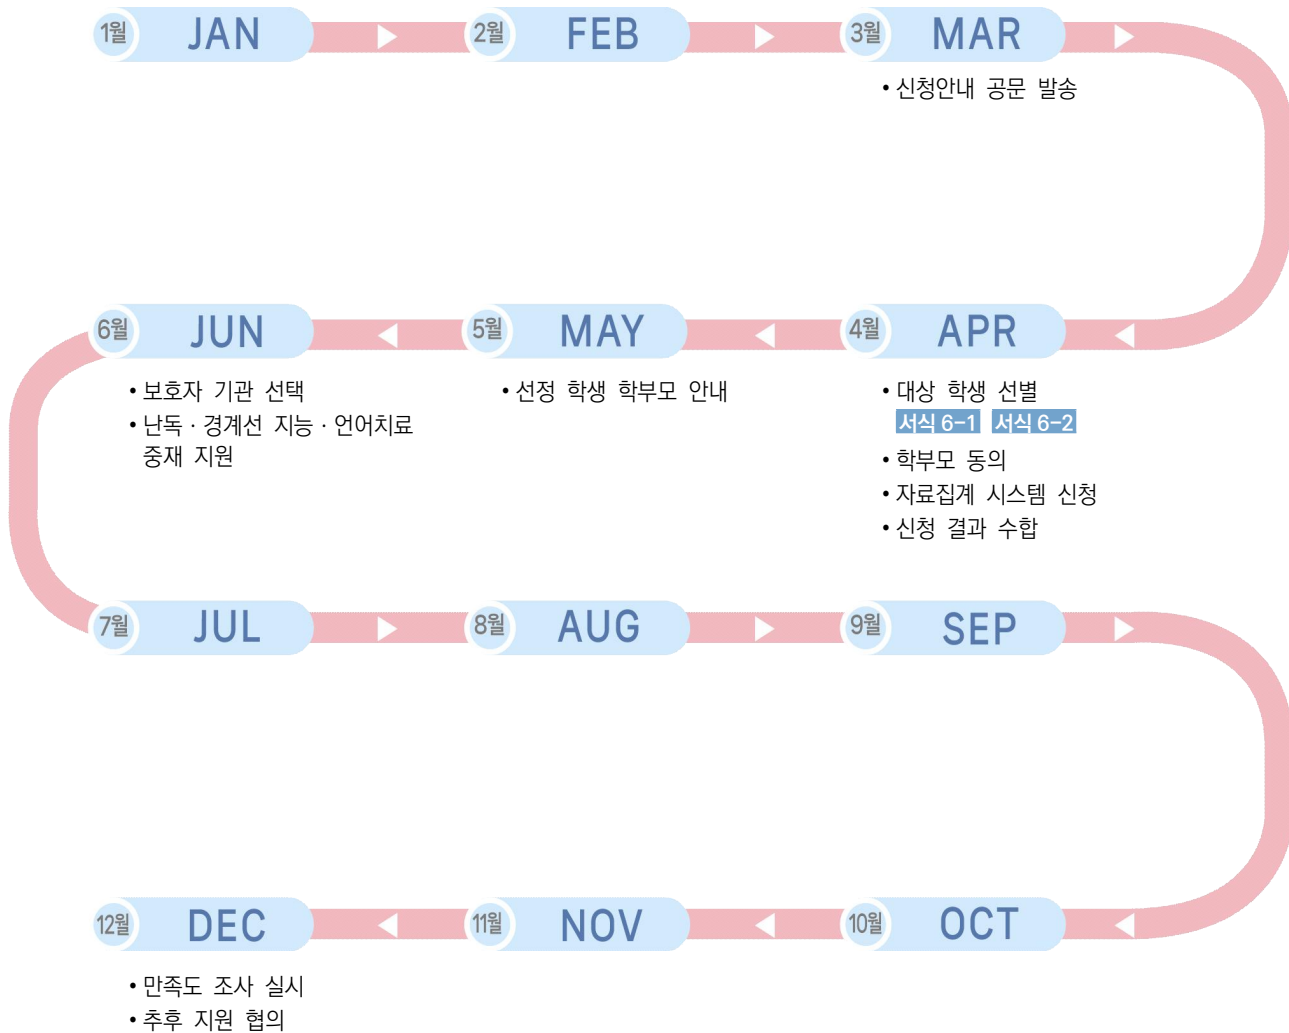 1월 JAN 2월 FEB 3월 MAR
• 신청안내 공문 발송
4월 APR
• 대상 학생 선별
서식 6-1 서식 6-2
• 학부모 동의
• 자료집계 시스템 신청
• 신청 결과 수합
5월 MAY
• 선정 학생 학부모 안내
6월 JUN
• 보호자 기관 선택
• 난독 · 경계선 지능 · 언어치료
중재 지원
7월 JUL 8월 AUG 9월 SEP
10월 OCT
11월 NOV
12월 DEC
• 만족도 조사 실시
• 추후 지원 협의